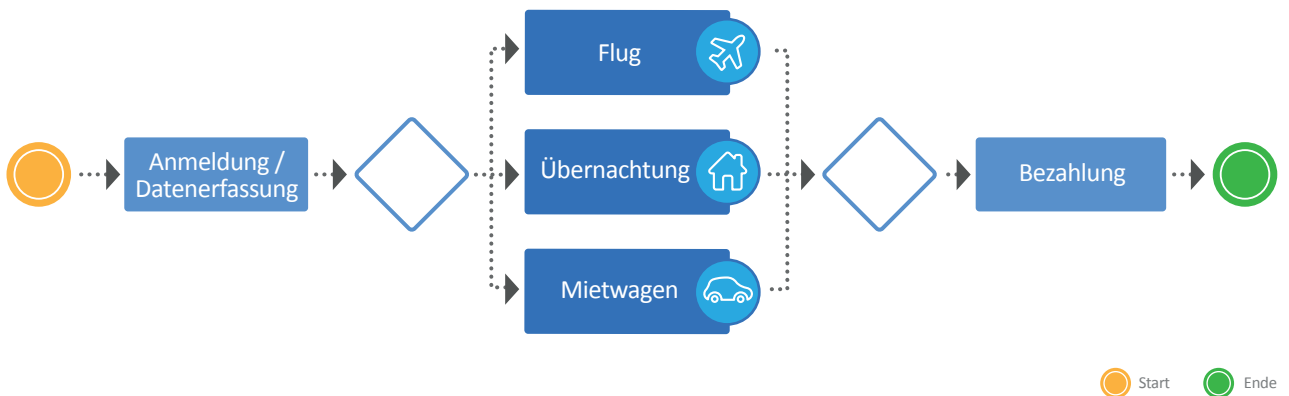 Flug
Anmeldung /
Datenerfassung
Übernachtung
Bezahlung
Mietwagen
Start
Ende